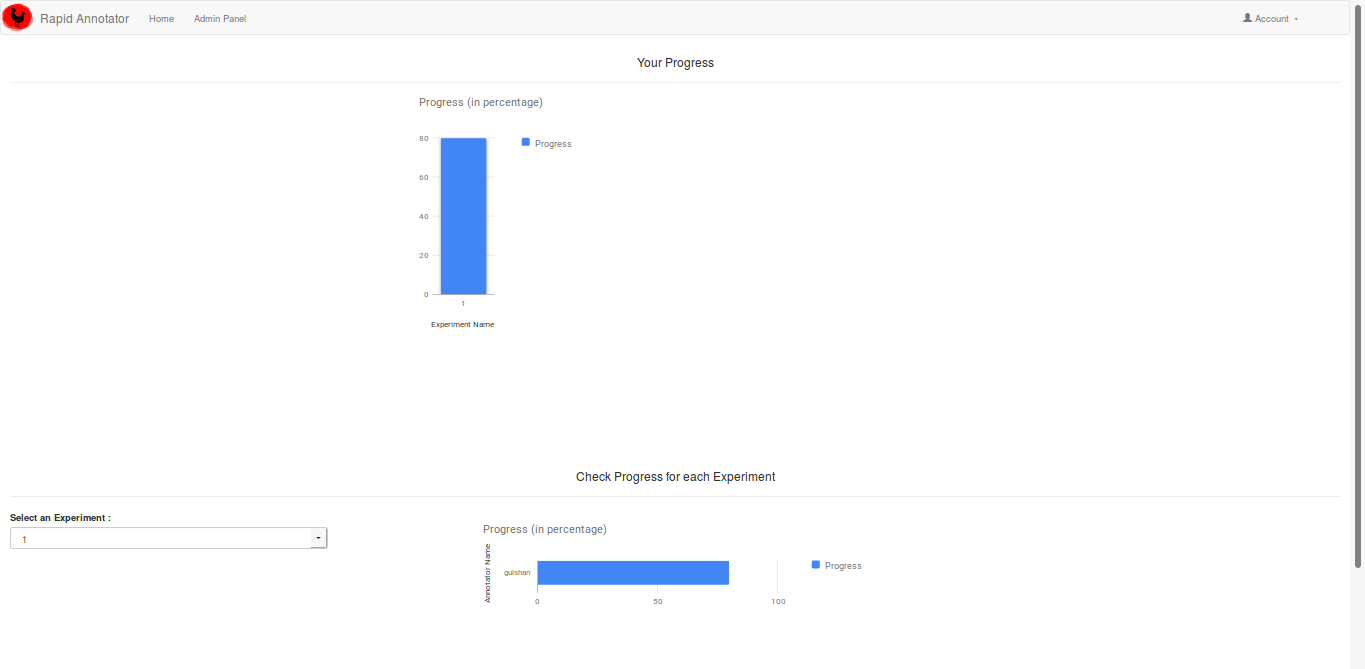 Rapid Annotator Home Admin Panel Account
Your Progress
Progress (in percentage)
80
60
40
20
0
Progress
1
Experiment Name
Check Progress for each Experiment
Select an Experiment :
1
Progress (in percentage)
Annotator Name
guishan
0 50 100
Progress